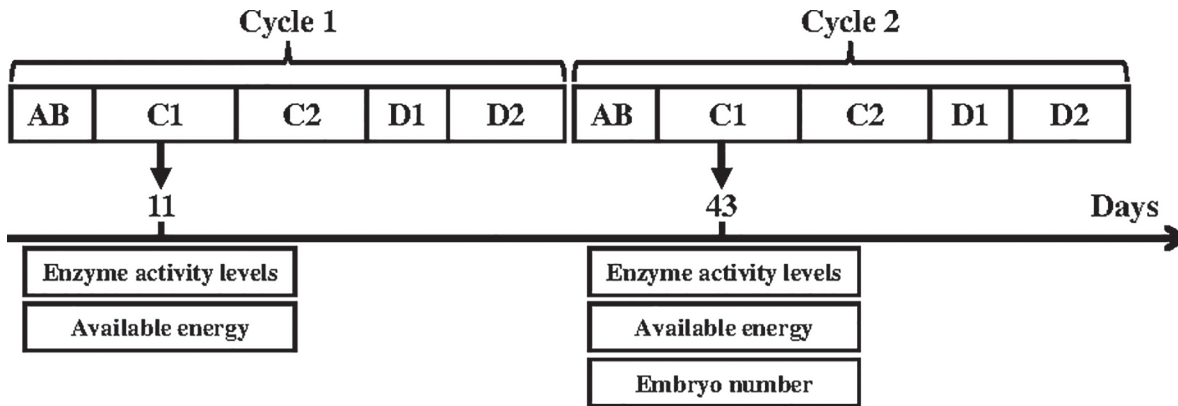 Cycle 1 Cycle 2
AB C1 C2 D1 D2 AB C1 C2 D1 D2
11 43 Days
Enzyme activity levels Enzyme activity levels
Available energy Available energy
Embryo number